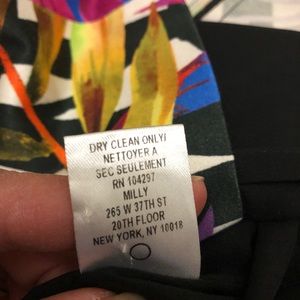 DRY CLEAN ONLY!
NETTOYER A
SEC SEULEMENT
RN 104297
MILLY
265 W 37TH ST
20TH FLOOR
NEW YORK, NY 10018